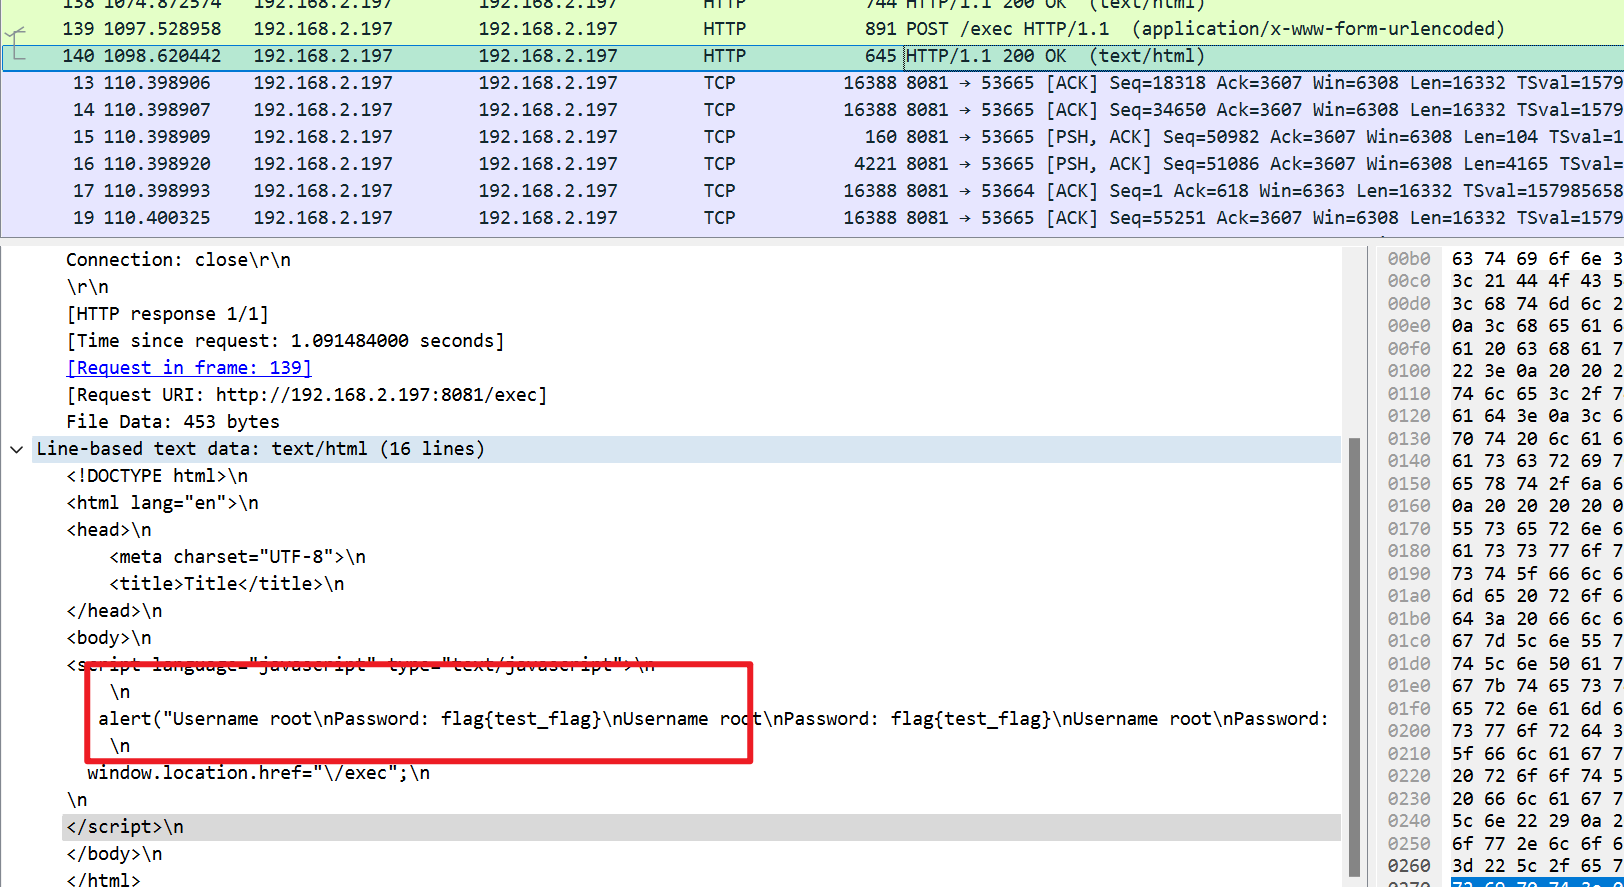 138 1074.872574 192.168.2.197 192.168.2.197 HTTP 744 HTTP/1.1 200 OK (text/html)
139 1097.528958 192.168.2.197 192.168.2.197 HTTP 891 POST /exec HTTP/1.1 (application/x-www-form-urlencoded)
140 1098.620442 192.168.2.197 192.168.2.197 HTTP 645 HTTP/1.1 200 OK (text/html)
13 110.398906 192.168.2.197 192.168.2.197 TCP 16388 8081 → 53665 [ACK] Seq=18318 Ack=3607 Win=6308 Len=16332 TSval=1579
14 110.398907 192.168.2.197 192.168.2.197 TCP 16388 8081 → 53665 [ACK] Seq=34650 Ack=3607 Win=6308 Len=16332 TSval=1579
15 110.398909 192.168.2.197 192.168.2.197 TCP 160 8081 → 53665 [PSH, ACK] Seq=50982 Ack=3607 Win=6308 Len=104 TSval=1
16 110.398920 192.168.2.197 192.168.2.197 TCP 4221 8081 → 53665 [PSH, ACK] Seq=51086 Ack=3607 Win=6308 Len=4165 TSval=
17 110.398993 192.168.2.197 192.168.2.197 TCP 16388 8081 → 53664 [ACK] Seq=1 Ack=618 Win=6363 Len=16332 TSval=157985658
19 110.400325 192.168.2.197 192.168.2.197 TCP 16388 8081 → 53665 [ACK] Seq=55251 Ack=3607 Win=6308 Len=16332 TSval=1579
Connection: close\r\n
\r\n
[HTTP response 1/1]
[Time since request: 1.091484000 seconds]
[Request in frame: 139]
[Request URI: http://192.168.2.197:8081/exec]
File Data: 453 bytes
Line-based text data: text/html (16 lines)
<!DOCTYPE html>\n
<html lang="en">\n
<head>\n
<meta charset="UTF-8">\n
<title>Title</title>\n
</head>\n
<body>\n
<script language="javascript" type="text/javascript">\n
\n
alert("Username root\nPassword: flag{test_flag}\nUsername root\nPassword: flag{test_flag}\nUsername root\nPassword:
\n
window.location.href="\/exec";\n
\n
</script>\n
</body>\n
</html>
00b0 63 74 69 6f 6e 3
00c0 3c 21 44 4f 43 5
00d0 3c 68 74 6d 6c 2
00e0 0a 3c 68 65 61 6
00f0 61 20 63 68 61 7
0100 22 3e 0a 20 20 2
0110 74 6c 65 3c 2f 7
0120 61 64 3e 0a 3c 6
0130 70 74 20 6c 61 6
0140 61 73 63 72 69 7
0150 65 78 74 2f 6a 6
0160 0a 20 20 20 20 0
0170 55 73 65 72 6e 6
0180 61 73 73 77 6f 7
0190 73 74 5f 66 6c 6
01a0 6d 65 20 72 6f 6
01b0 64 3a 20 66 6c 6
01c0 67 7d 5c 6e 55 7
01d0 74 5c 6e 50 61 7
01e0 67 7b 74 65 73 7
01f0 65 72 6e 61 6d 6
0200 73 77 6f 72 64 3
0210 5f 66 6c 61 67 7
0220 20 72 6f 6f 74 5
0230 20 66 6c 61 67 7
0240 5c 6e 22 29 0a 2
0250 6f 77 2e 6c 6f 6
0260 3d 22 5c 2f 65 7
0270 72 69 70 74 3e 0